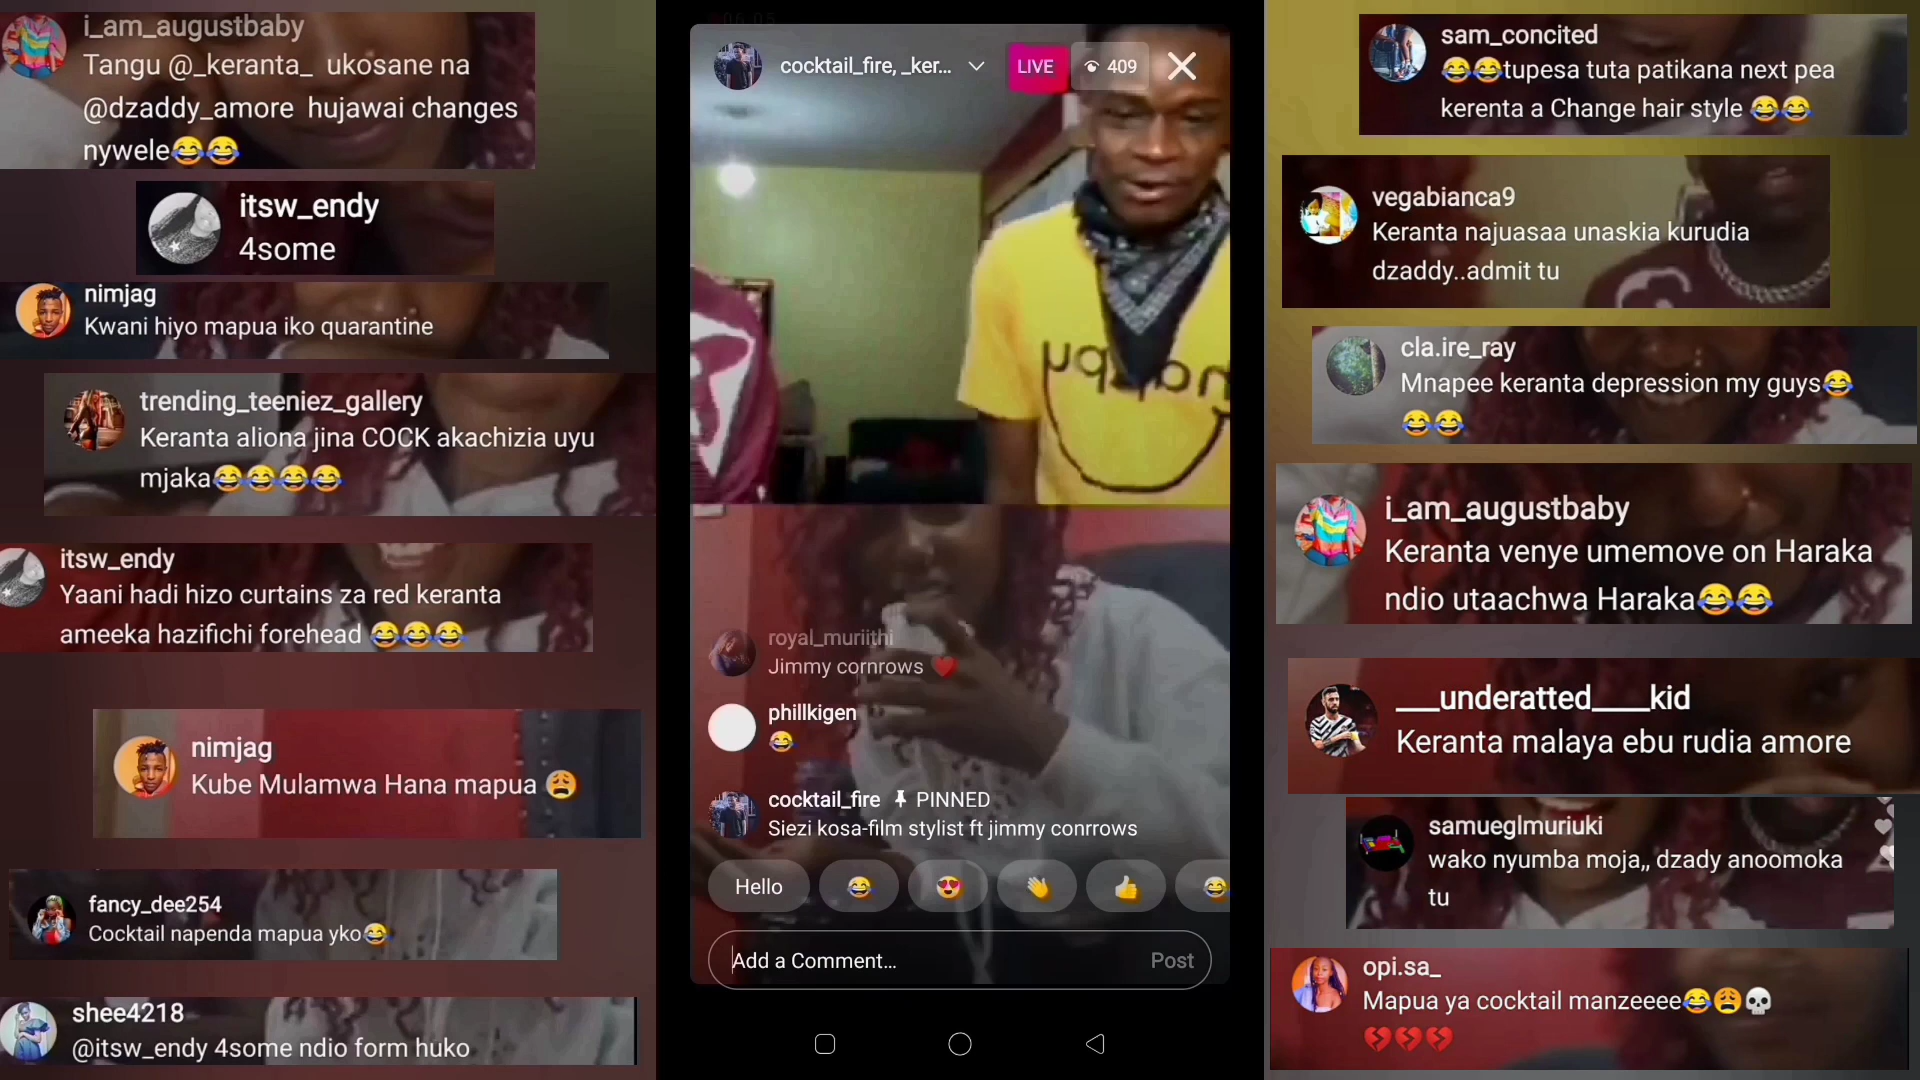 i_am_augustbaby
Tangu @_keranta_ ukosane na
@dzaddy_amore hujawai changes
nywele😂😂
itsw_endy
4some
nimjag
Kwani hiyo mapua iko quarantine
trending_teeniez_gallery
Keranta aliona jina COCK akachizia uyu
mjaka😂😂😂😂
itsw_endy
Yaani hadi hizo curtains za red keranta
ameeka hazifichi forehead 😂😂😂
nimjag
Kube Mulamwa Hana mapua 😩
fancy_dee254
Cocktail napenda mapua yko😂
shee4218
@itsw_endy 4some ndio form huko
cocktail_fire, _ker...
LIVE
409
royal_muriithi
Jimmy cornrows ❤️
phillkigen
😂
cocktail_fire PINNED
Siezi kosa-film stylist ft jimmy conrrows
Hello 😂 😍 👏 👍 😂
Add a Comment...
Post
sam_concited
😂😂tupesa tuta patikana next pea
kerenta a Change hair style 😂😂
vegabianca9
Keranta najuasaa unaskia kurudia
dzaddy..admit tu
cla.ire_ray
Mnapee keranta depression my guys😂
😂😂
i_am_augustbaby
Keranta venye umemove on Haraka
ndio utaachwa Haraka😂😂
___underatted____kid
Keranta malaya ebu rudia amore
samueglmuriuki
wako nyumba moja,, dzady anoomoka
tu
opi.sa_
Mapua ya cocktail manzeeee😂😩💀
💔💔💔